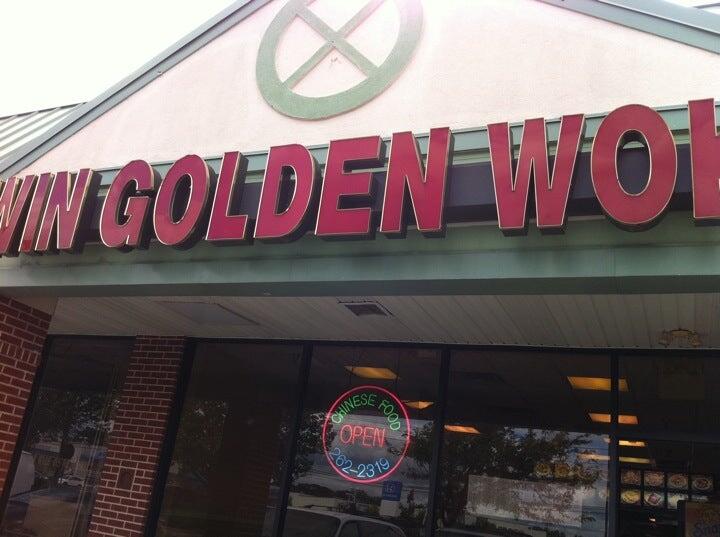 WIN GOLDEN WO
CHINESE FOOD
OPEN
262-2319